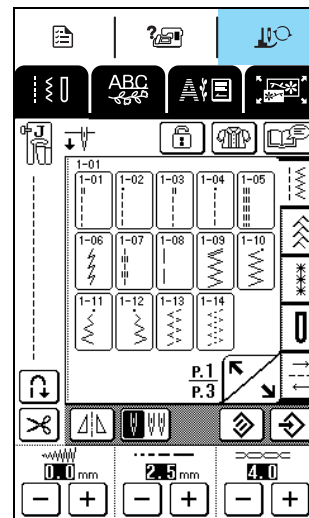 ?
ABC
A
J
1-01
1-01 1-02 1-03 1-04 1-05
1-06 1-07 1-08 1-09 1-10
1-11 1-12 1-13 1-14
P.1
P.3
0.0 mm 2.5 mm 4.0
− + − + − +